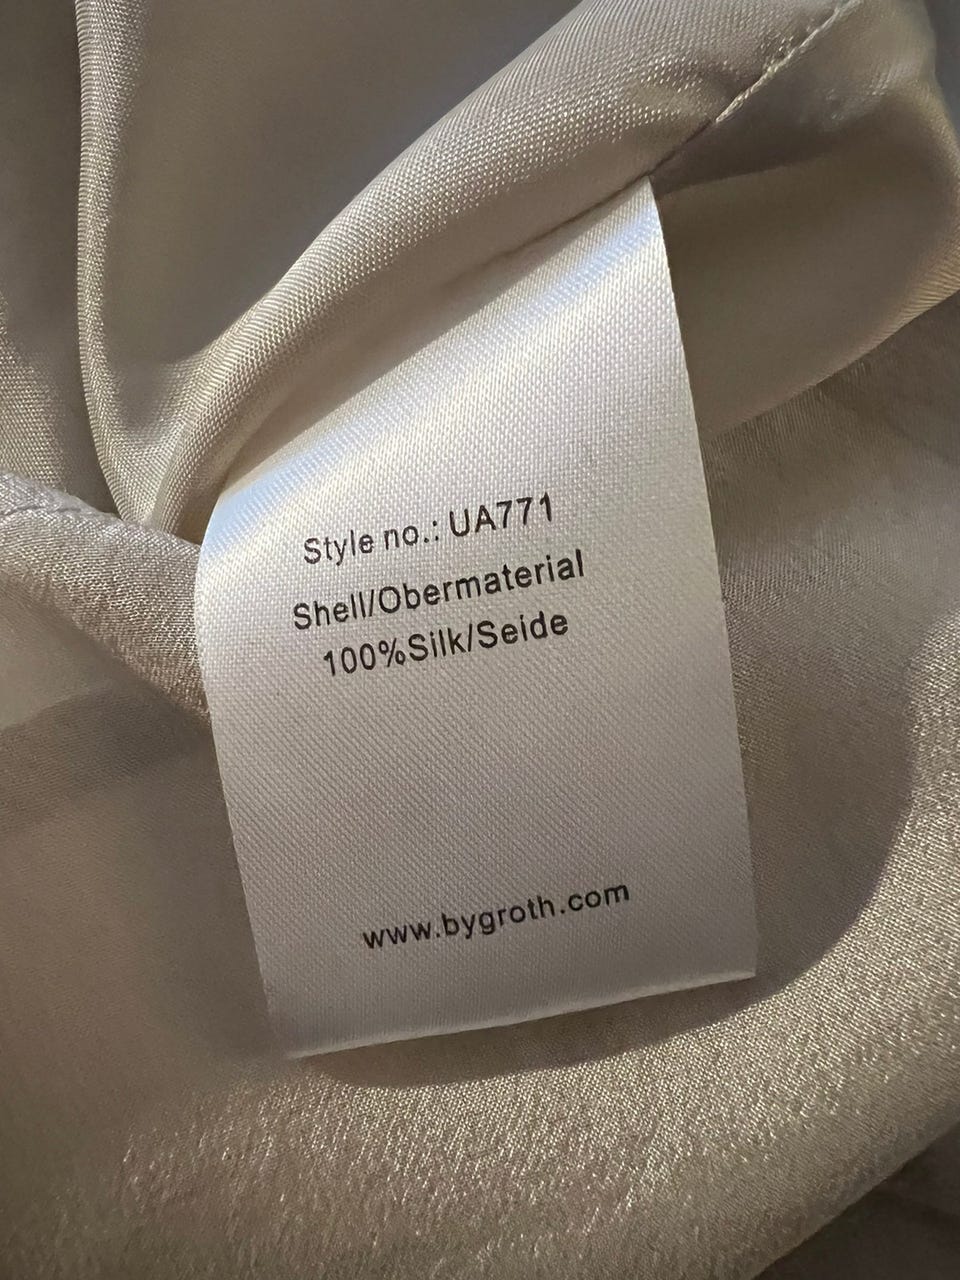 Style no.: UA771
Shell/Obermaterial
100%Silk/Seide
www.bygroth.com